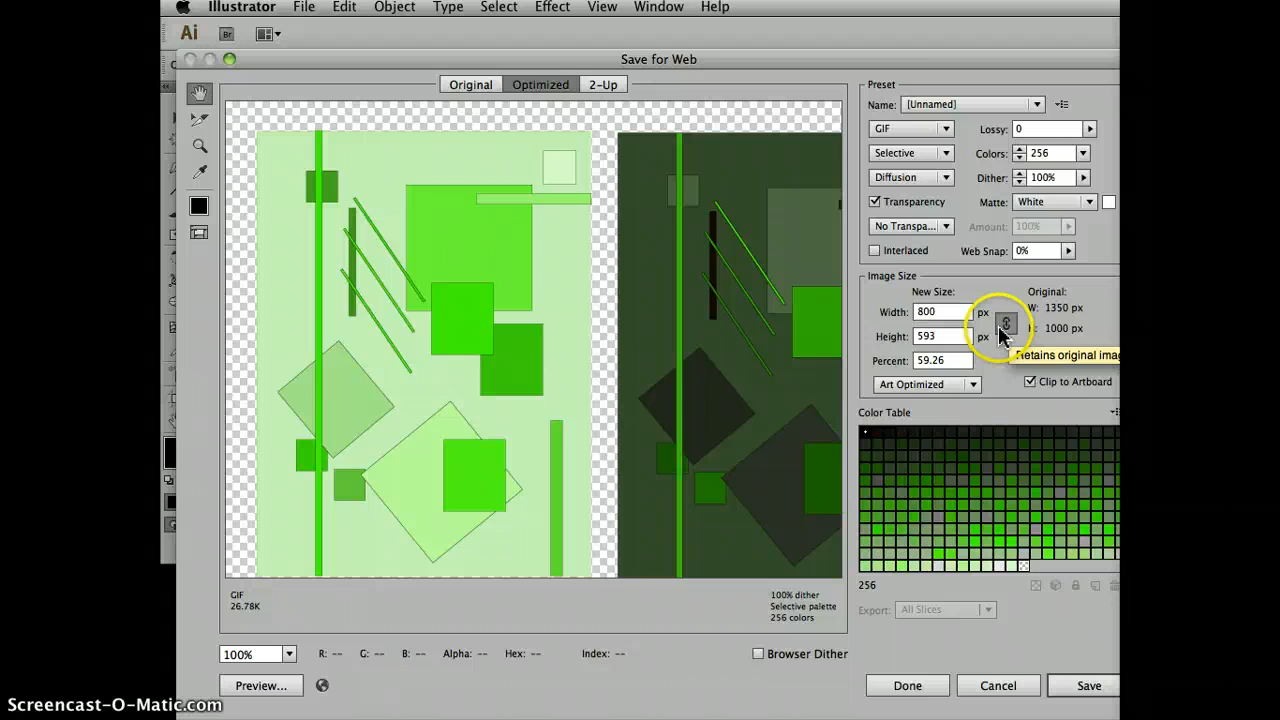 Illustrator File Edit Object Type Select Effect View Window Help
Ai Br
Save for Web
Original Optimized 2-Up
Preset
Name: [Unnamed]
GIF Lossy: 0
Selective Colors: 256
Diffusion Dither: 100%
Transparency Matte: White
No Transpa... Amount: 100%
Interlaced Web Snap: 0%
Image Size
New Size: Original:
Width: 800 px W: 1350 px
Height: 593 px 1000 px
Percent: 59.26 Retains original imag
Art Optimized Clip to Artboard
Color Table
256
Export: All Slices
GIF 100% dither
26.78K Selective palette
256 colors
100% R: -- G: -- B: -- Alpha: -- Hex: -- Index: -- Browser Dither
Preview... Done Cancel Save
Screencast-O-Matic.com